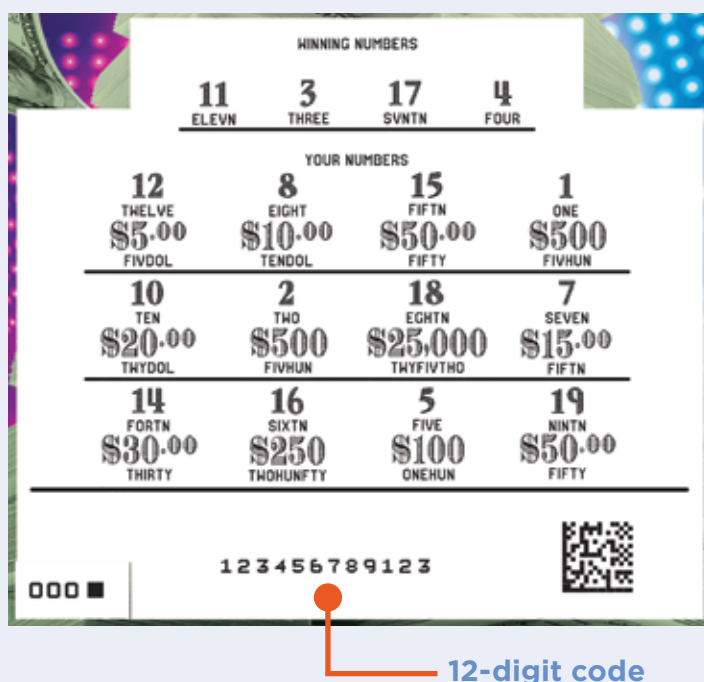 WINNING NUMBERS
11 3 17 4
ELEVN THREE SVNTN FOUR
YOUR NUMBERS
12 8 15 1
TWELVE EIGHT FIFTN ONE
$5.00 $10.00 $50.00 $500
FIVDOL TENDOL FIFTY FIVHUN
10 2 18 7
TEN TWO EGHTN SEVEN
$20.00 $500 $25,000 $15.00
TWYDOL FIVHUN TWYFIVTHO FIFTN
14 16 5 19
FORTN SIXTN FIVE NINTN
$30.00 $250 $100 $50.00
THIRTY TWOHUNFTY ONEHUN FIFTY
123456789123
000
12-digit code